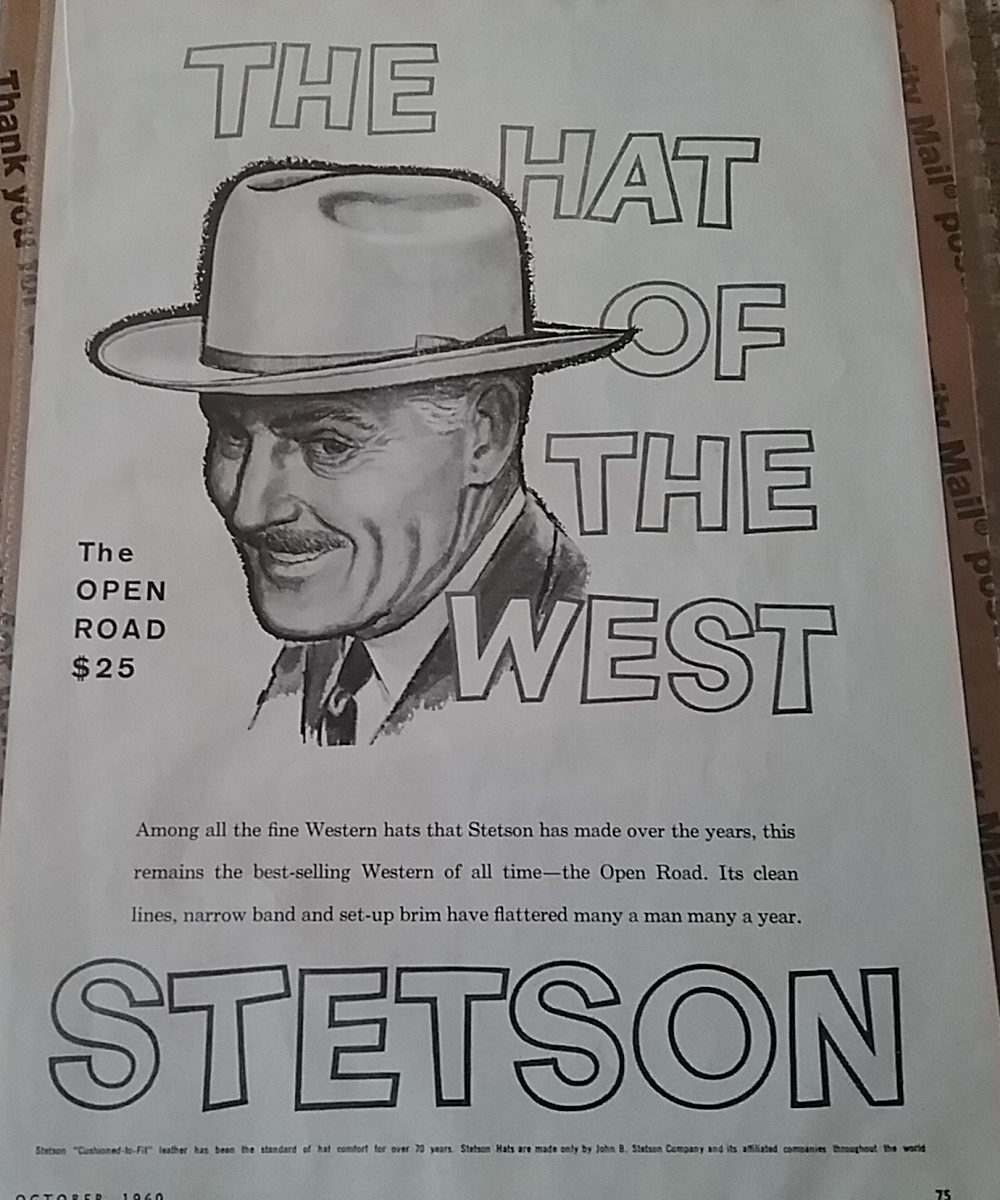 THE
HAT
OF
THE
WEST
The
OPEN
ROAD
$25
Among all the fine Western hats that Stetson has made over the years, this
remains the best-selling Western of all time—the Open Road. Its clean
lines, narrow band and set-up brim have flattered many a man many a year.
STETSON
Stetson "Cushioned-to-Fit" leather has been the standard of hat comfort for over 70 years. Stetson Hats are made only by John B. Stetson Company and its affiliated companies throughout the world
OCTOBER, 1960
75
Thank you for
Mail
Mail